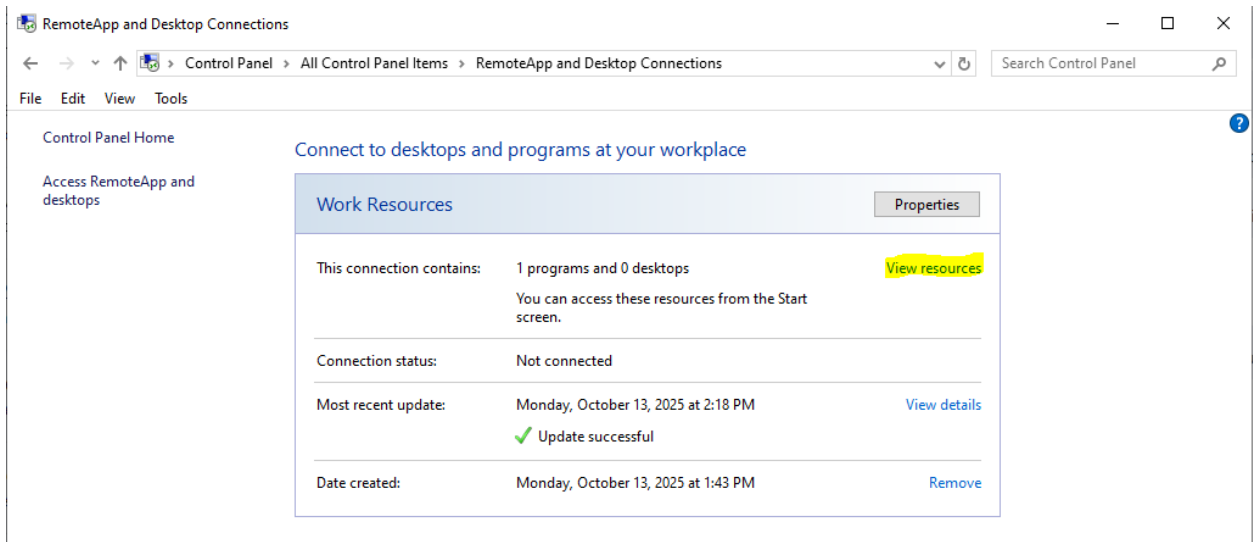 RemoteApp and Desktop Connections
Control Panel > All Control Panel Items > RemoteApp and Desktop Connections
Search Control Panel
File Edit View Tools
?
Control Panel Home
Access RemoteApp and
desktops
Connect to desktops and programs at your workplace
Work Resources
Properties
This connection contains: 1 programs and 0 desktops View resources
You can access these resources from the Start
screen.
Connection status: Not connected
Most recent update: Monday, October 13, 2025 at 2:18 PM View details
Update successful
Date created: Monday, October 13, 2025 at 1:43 PM Remove